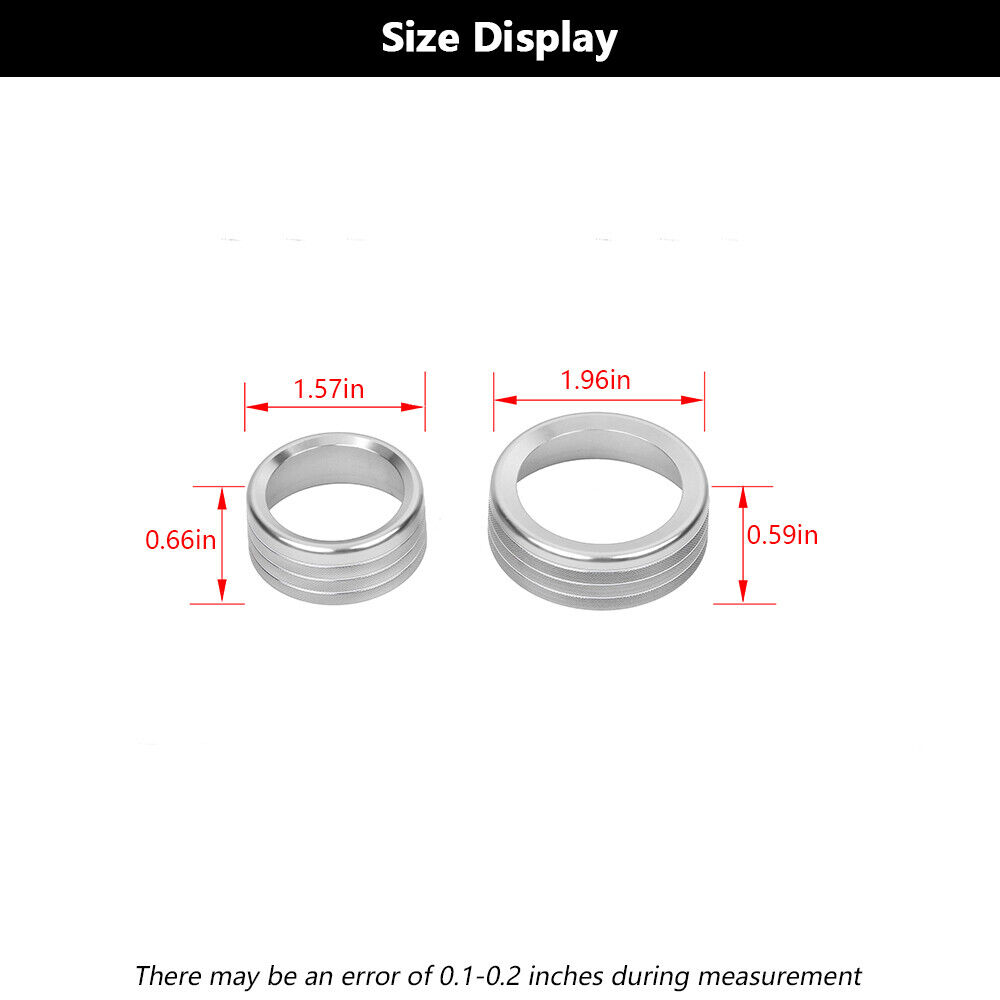 Size Display
1.57in
1.96in
0.66in
0.59in
There may be an error of 0.1-0.2 inches during measurement